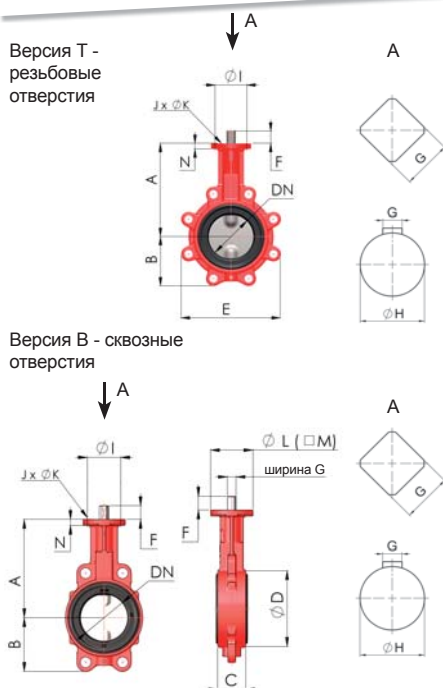 A
Версия Т -
резьбовые
отверстия
A
ØI
J x ØK
N
F
G
A
DN
G
B
E
ØH
Версия В - сквозные
отверстия
A
A
ØI
Ø L ( □ M)
J x ØK
ширина G
N
F
F
G
A
DN
ØD
G
B
ØH
C